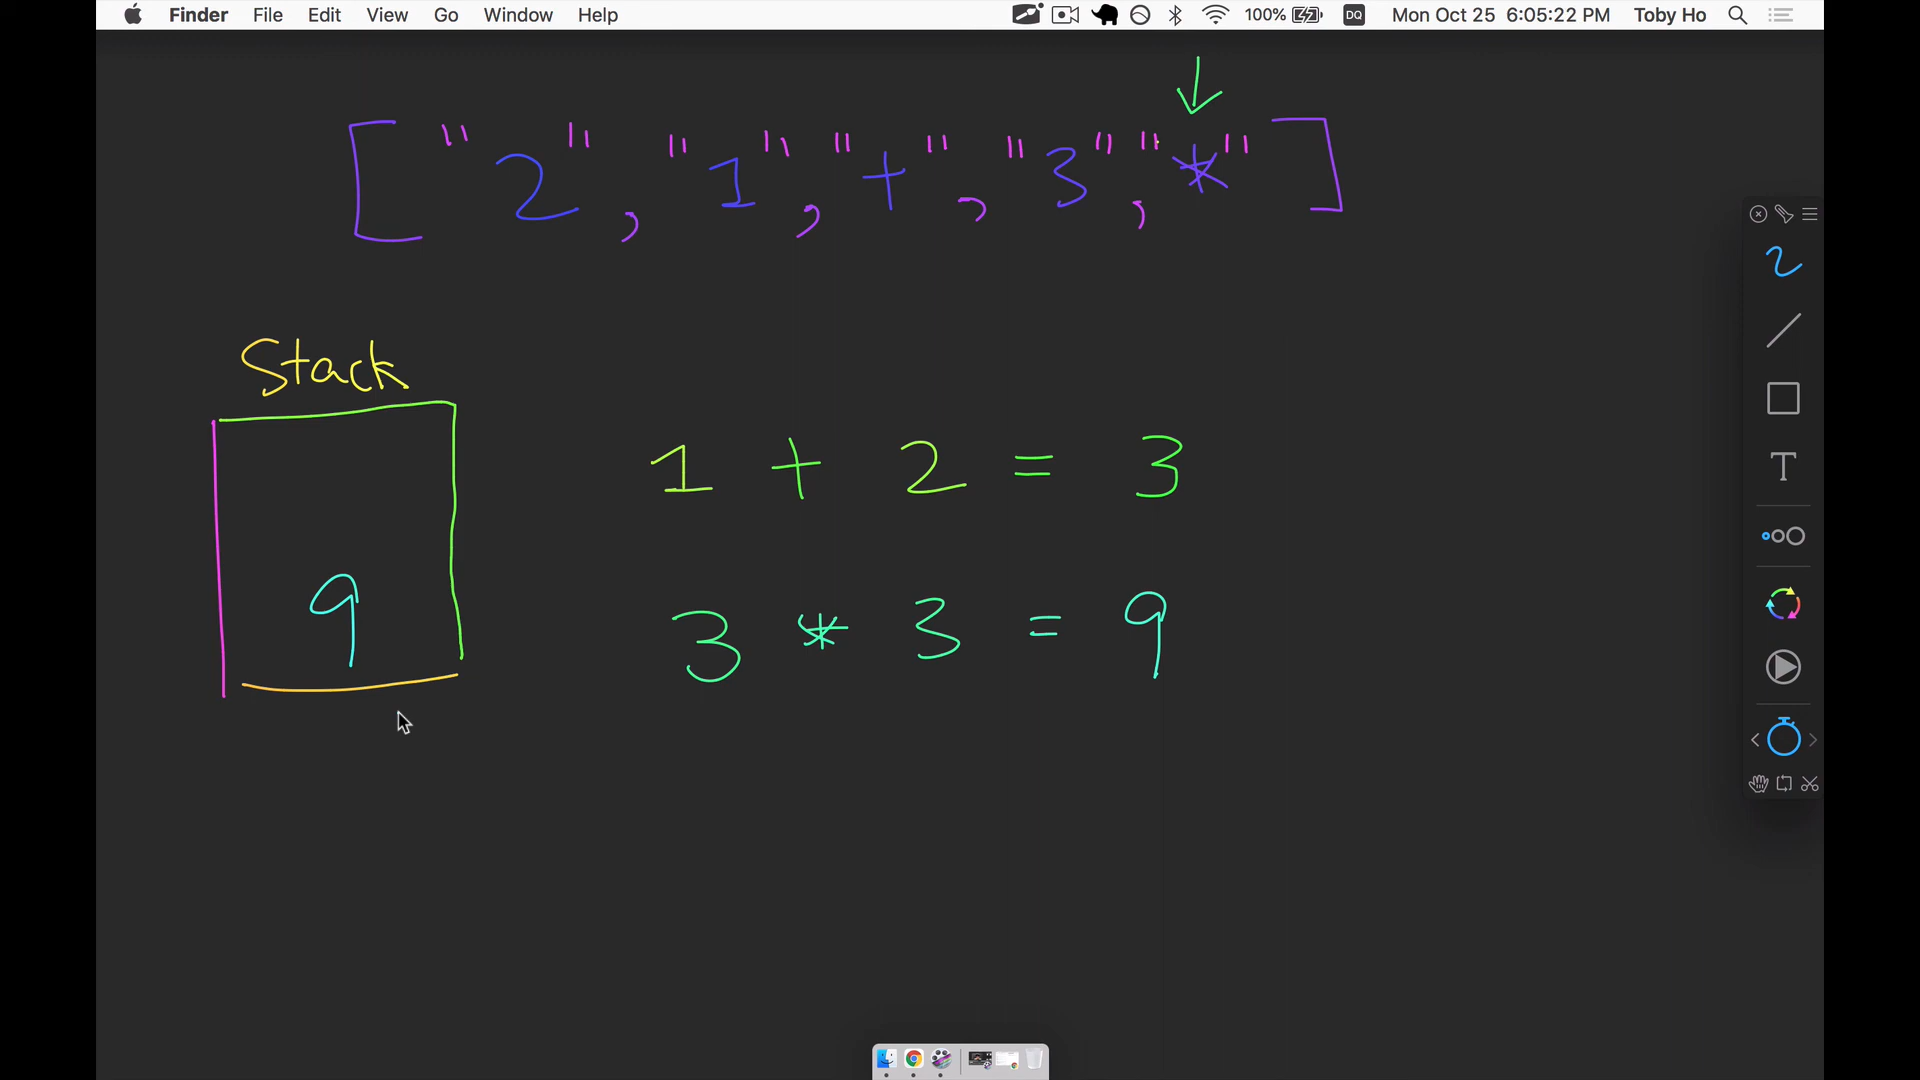 Finder File Edit View Go Window Help 100% DQ Mon Oct 25 6:05:22 PM Toby Ho
["2", "1", "+", "3", "*"]
Stack
1 + 2 = 3
9
3 * 3 = 9
T